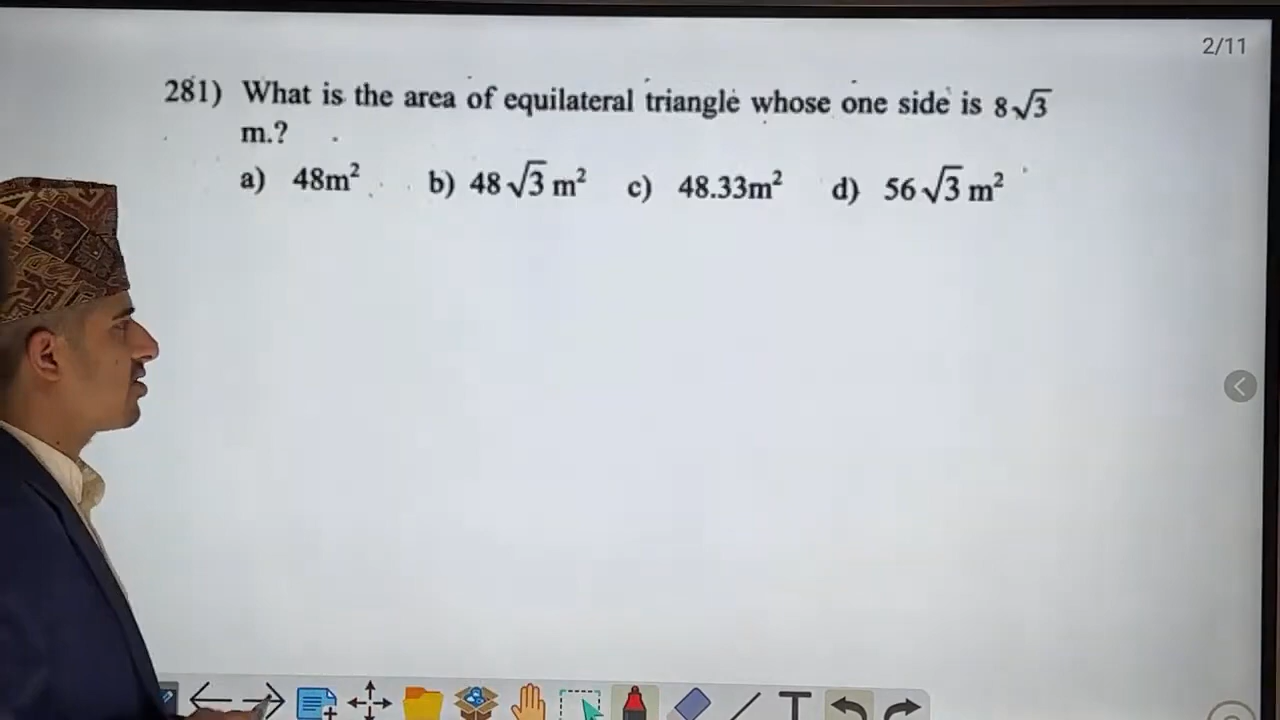 2/11
281) What is the area of equilateral triangle whose one side is 8√3
m.?
a) 48m² b) 48√3 m² c) 48.33m² d) 56√3 m²
T